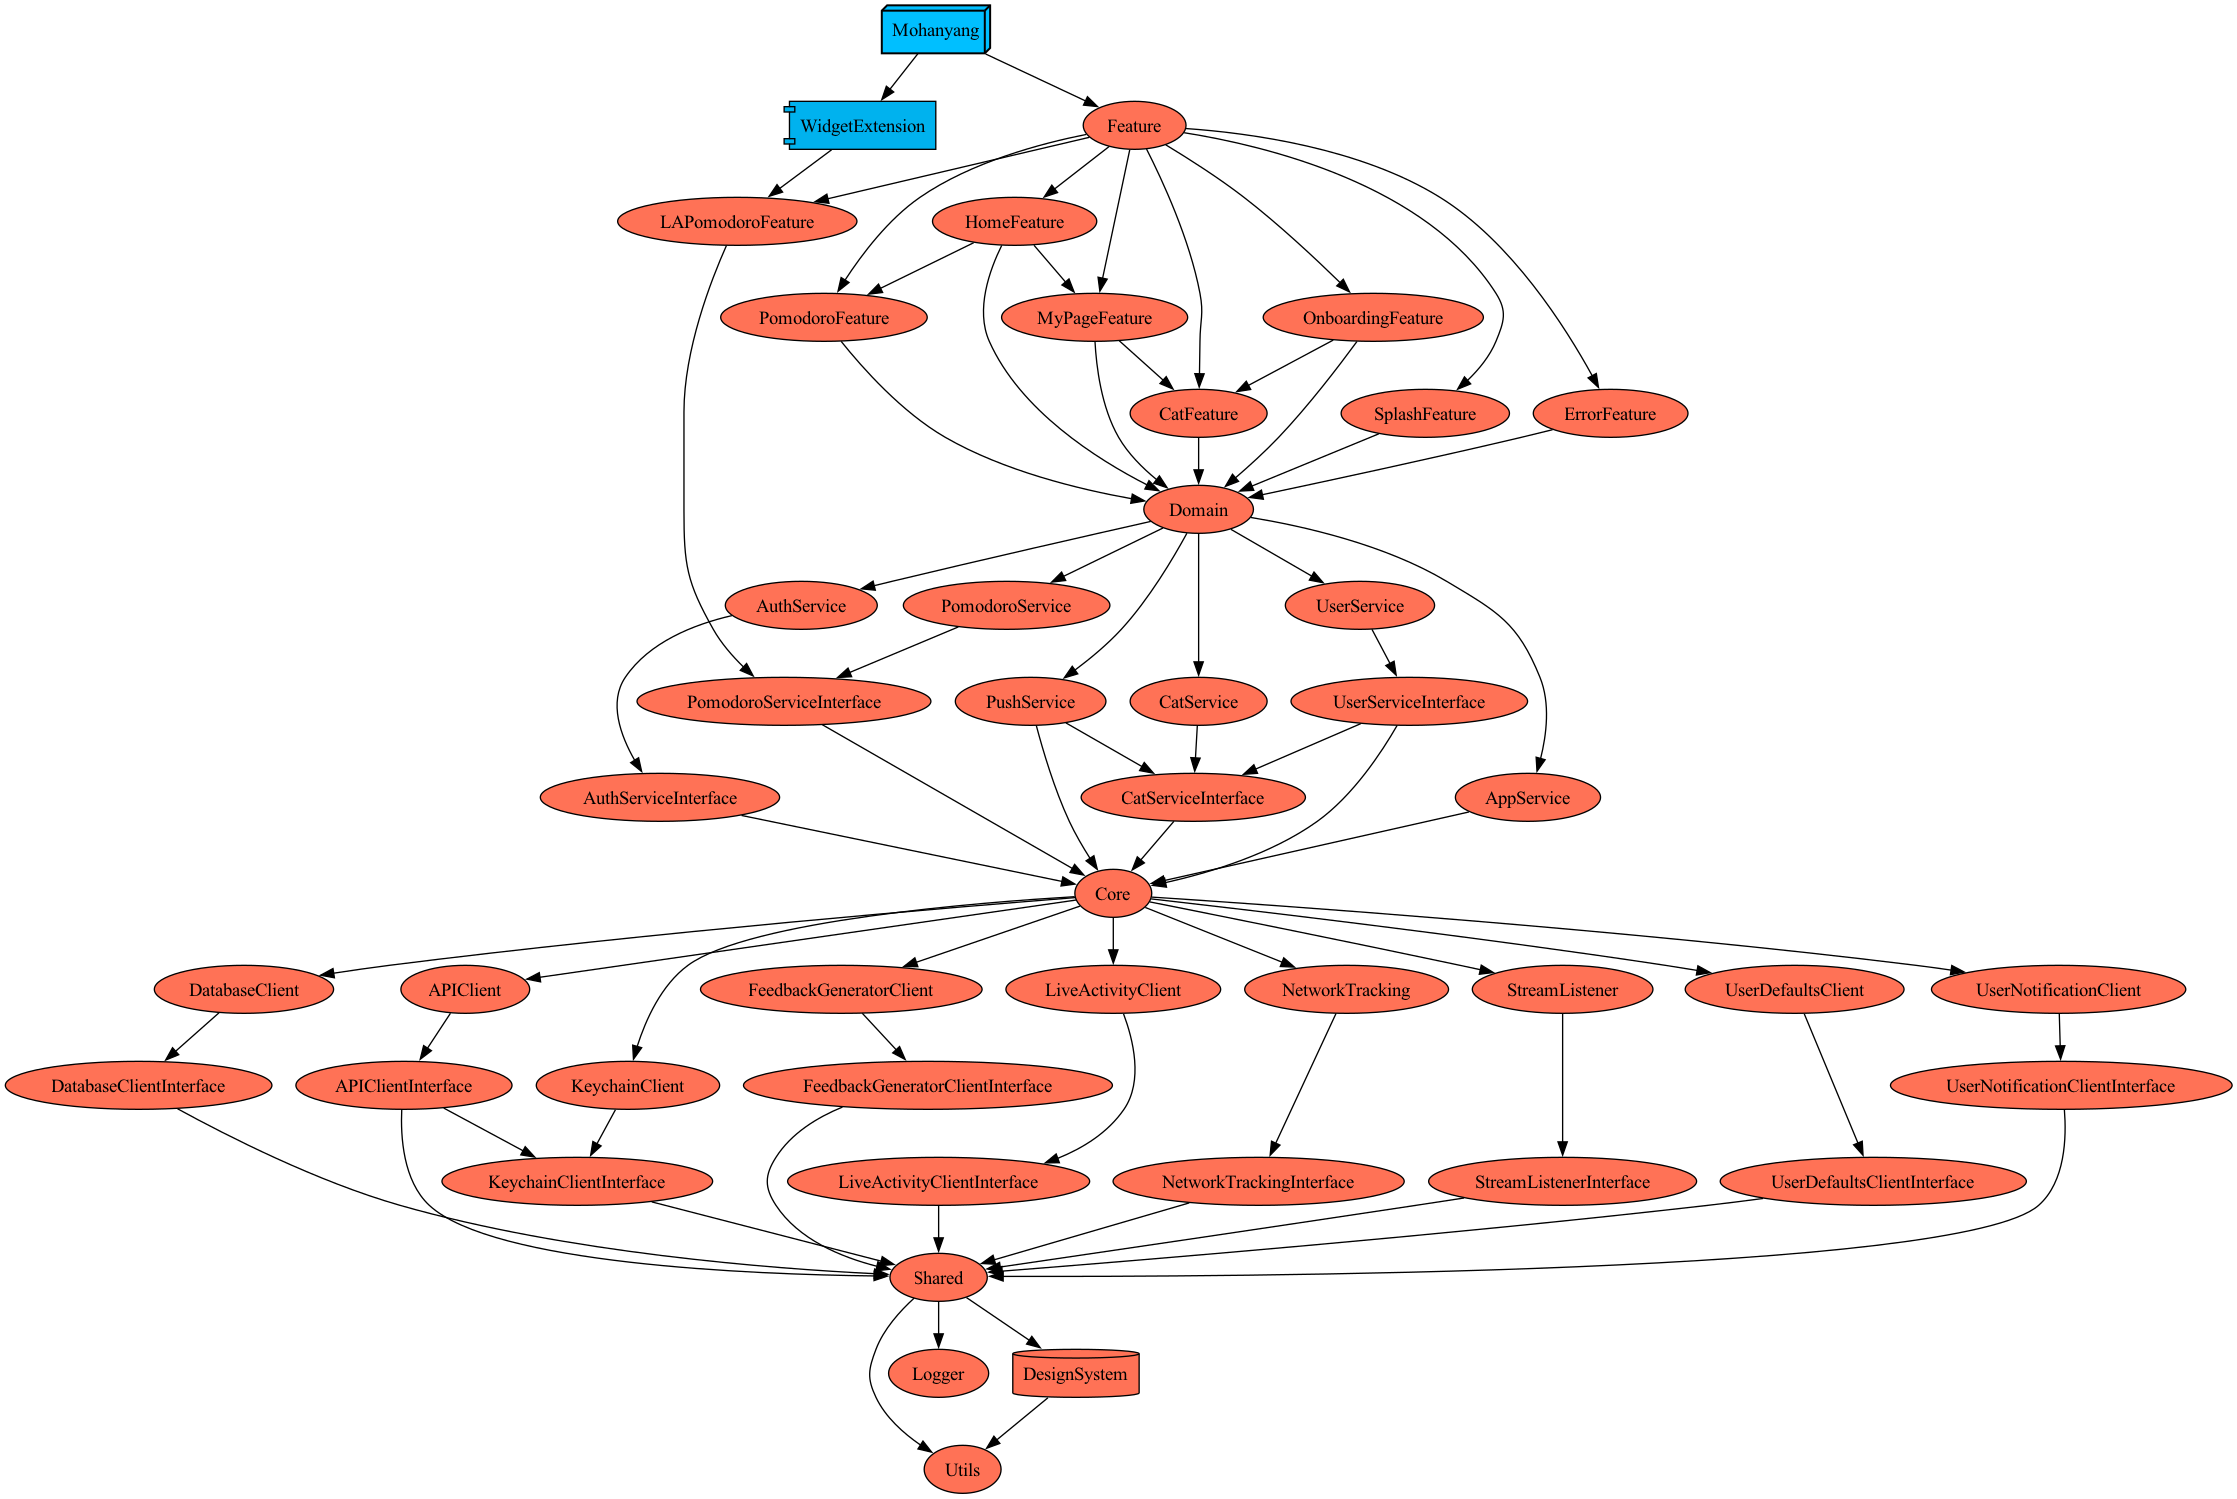 Mohanyang
WidgetExtension
Feature
LAPomodoroFeature
HomeFeature
PomodoroFeature
MyPageFeature
OnboardingFeature
CatFeature
SplashFeature
ErrorFeature
Domain
AuthService
PomodoroService
UserService
PomodoroServiceInterface
PushService
CatService
UserServiceInterface
AuthServiceInterface
CatServiceInterface
AppService
Core
DatabaseClient
APIClient
FeedbackGeneratorClient
LiveActivityClient
NetworkTracking
StreamListener
UserDefaultsClient
UserNotificationClient
DatabaseClientInterface
APIClientInterface
KeychainClient
FeedbackGeneratorClientInterface
UserNotificationClientInterface
KeychainClientInterface
LiveActivityClientInterface
NetworkTrackingInterface
StreamListenerInterface
UserDefaultsClientInterface
Shared
Logger
DesignSystem
Utils